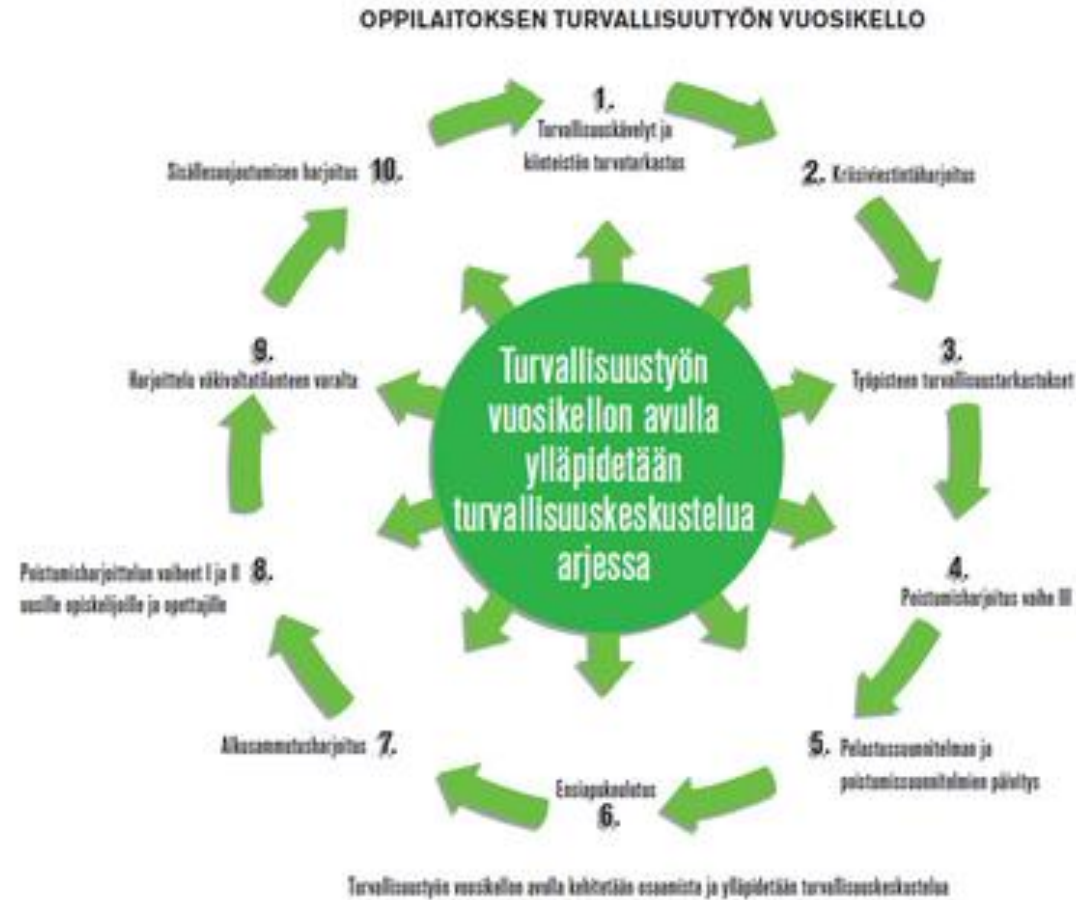 OPPILAITOKSEN TURVALLISUUTYÖN VUOSIKELLO
1.
Turvallisuuskävelyt ja
kiinteistön turvatarkastus
2. Kriisiviestintäharjoitus
3.
Työpisteen turvallisuustarkastukset
4.
Poistumisharjoitus vaihe III
5. Pelastussuunnitelman ja
poistumissuunnitelmien päivitys
Ensiapukoulutus
6.
Alkusammutusharjoitus 7.
Poistumisharjoittelun vaiheet I ja II 8.
uusille opiskelijoille ja opettajille
9.
Harjoittelu väkivaltatilanteen varalta
Sisällesuojautumisen harjoitus 10.
Turvallisuustyön
vuosikellon avulla
ylläpidetään
turvallisuuskeskustelua
arjessa
Turvallisuustyön vuosikellon avulla kehitetään osaamista ja ylläpidetään turvallisuuskeskustelua